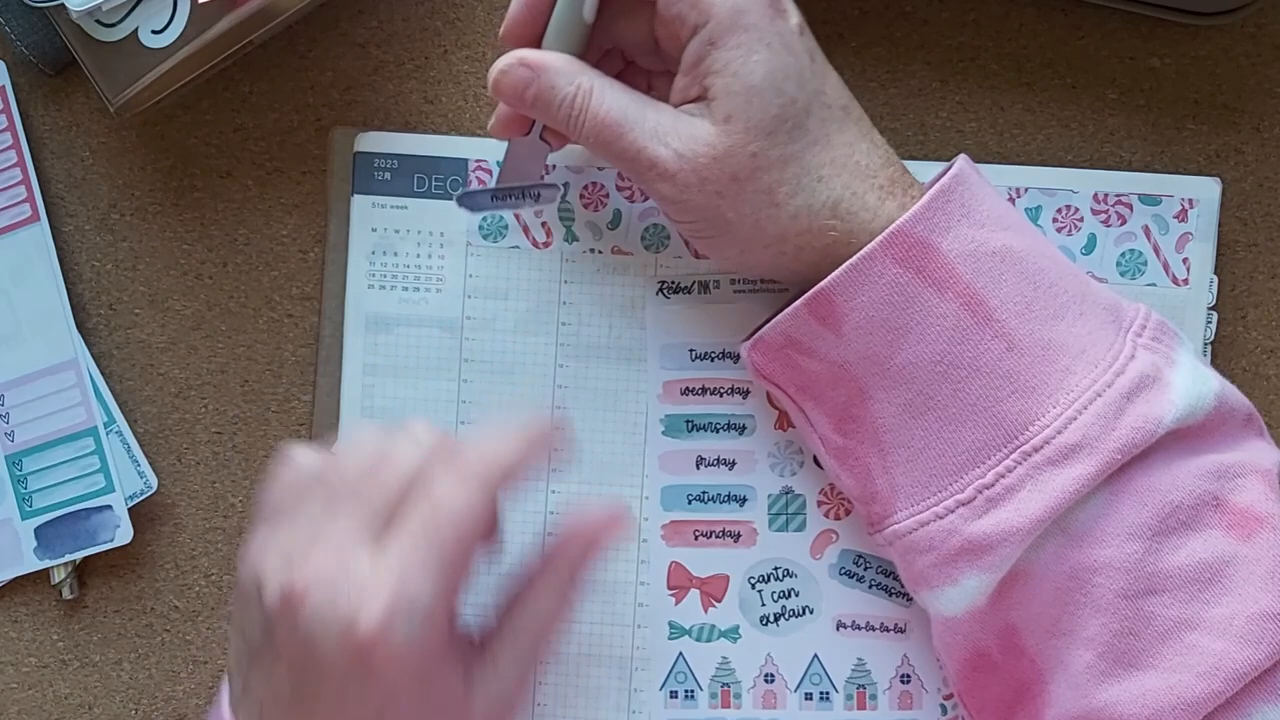 2023
12月
DEC
51st week
M T W T F S S
1 2 3
4 5 6 7 8 9 10
11 12 13 14 15 16 17
18 19 20 21 22 23 24
25 26 27 28 29 30 31
monday
Rebel INK CO
www.rebelinkco.com
tuesday
wednesday
thursday
friday
saturday
sunday
santa,
I can
explain
it's candy
cane season
fa-la-la-la-la!